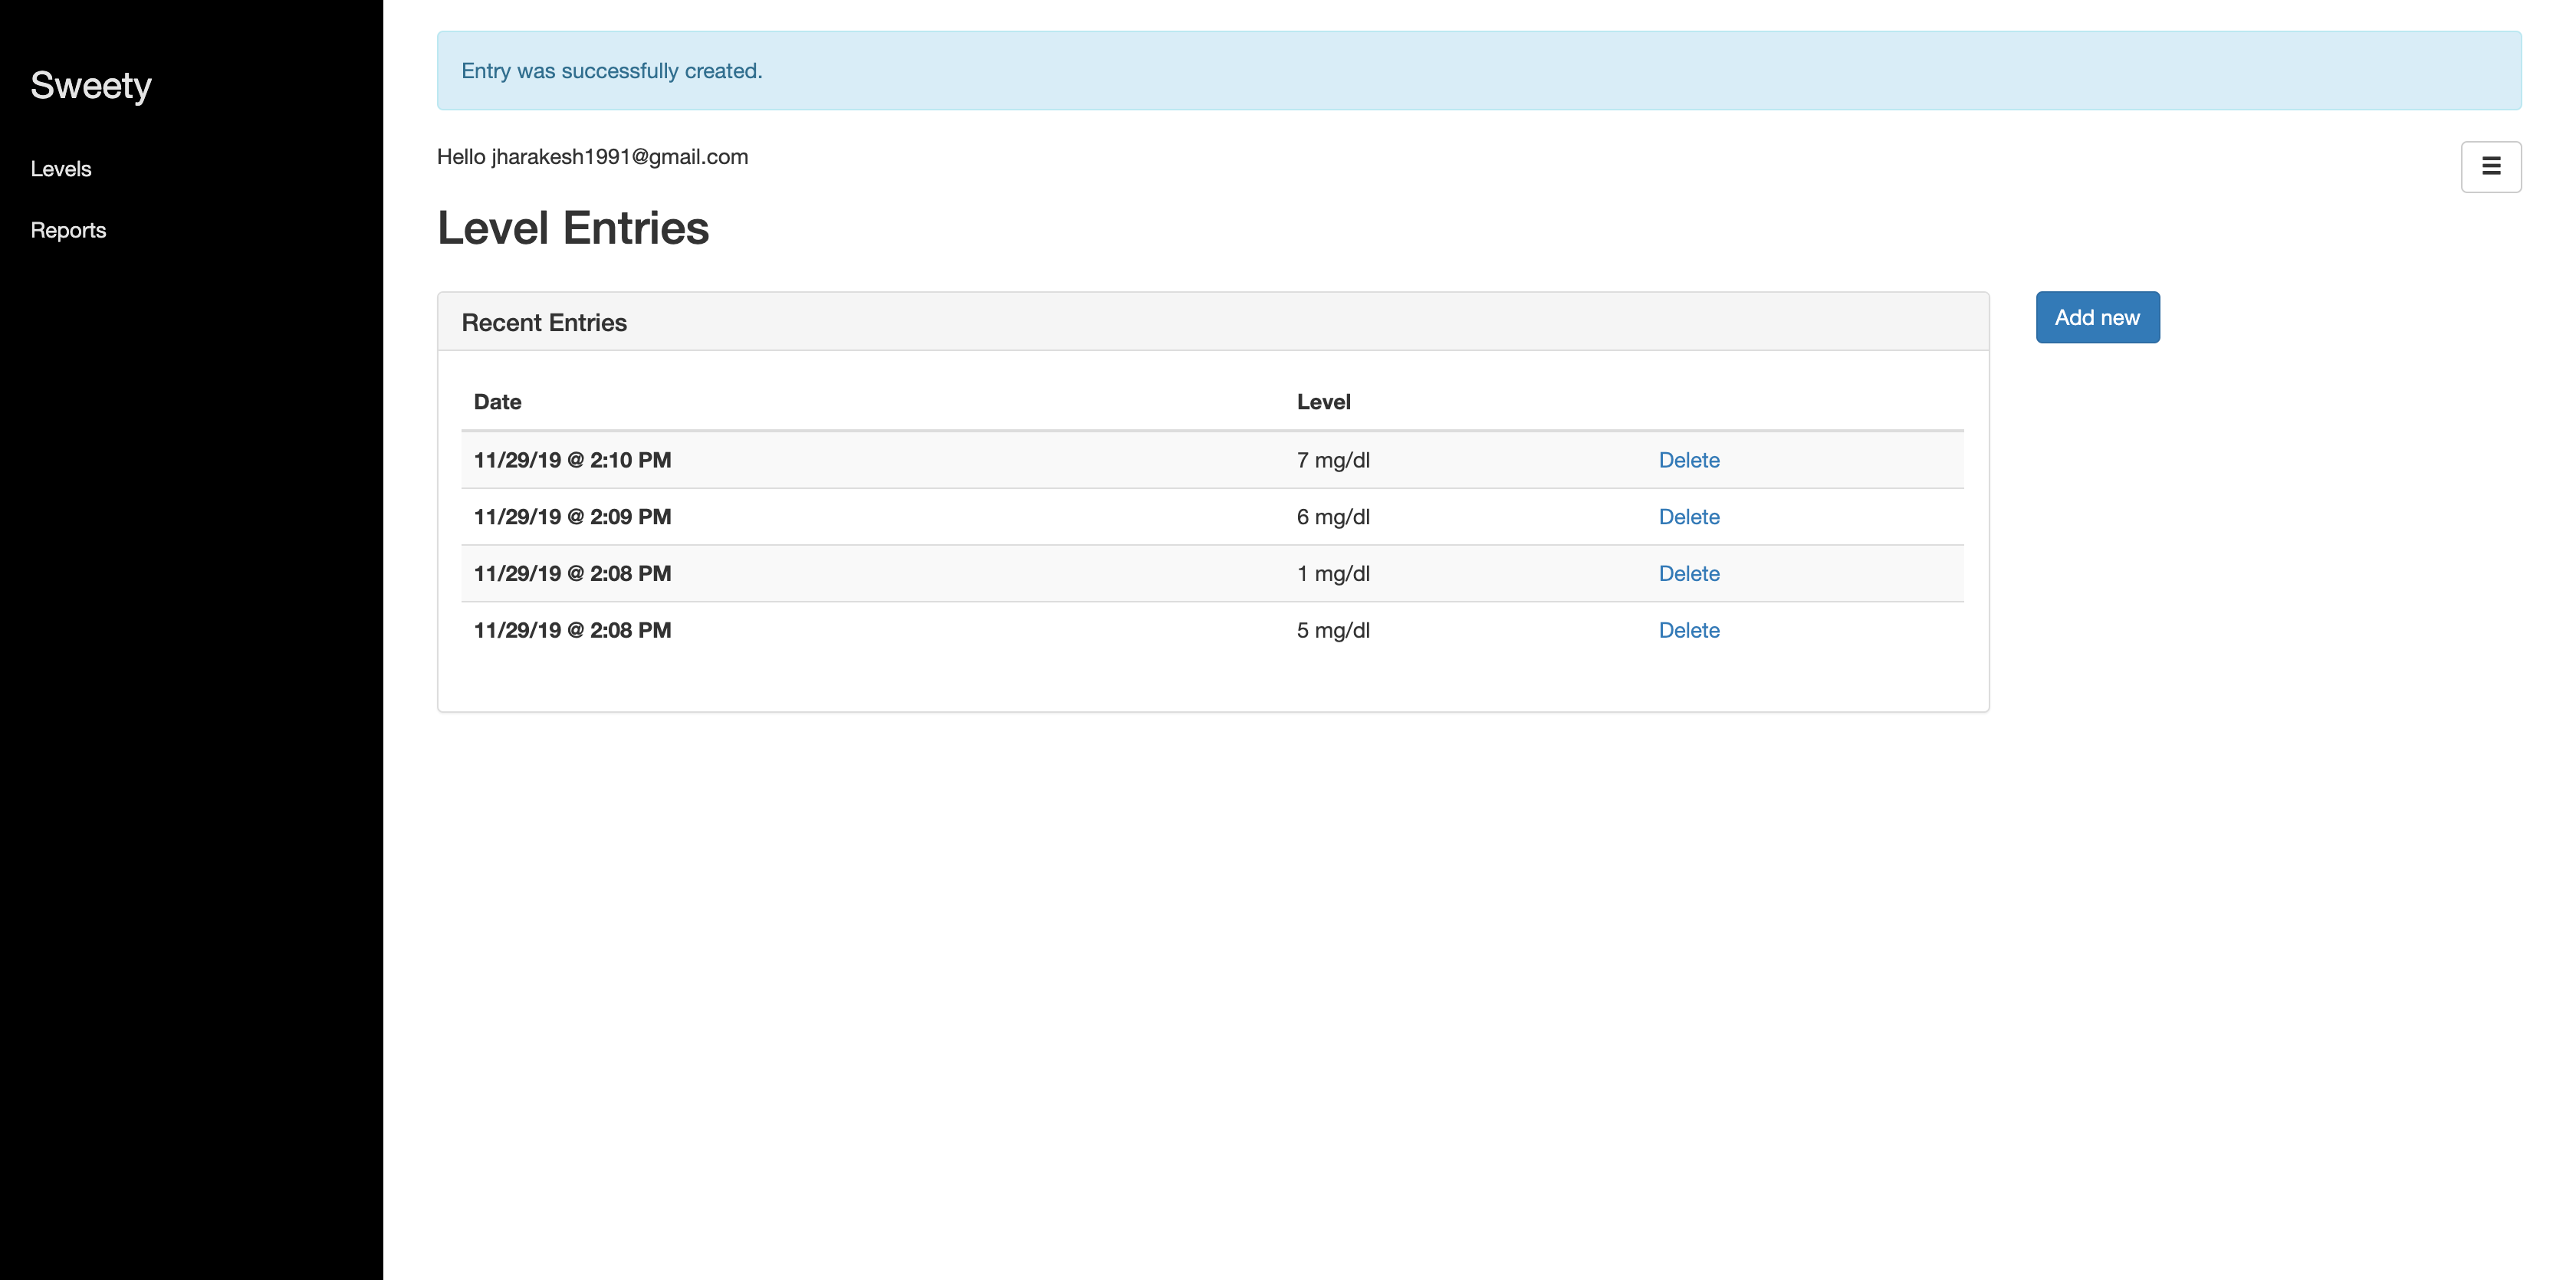 Sweety
Levels
Reports
Entry was successfully created.
Hello jharakesh1991@gmail.com
Level Entries
Recent Entries
Add new
Date Level
11/29/19 @ 2:10 PM 7 mg/dl Delete
11/29/19 @ 2:09 PM 6 mg/dl Delete
11/29/19 @ 2:08 PM 1 mg/dl Delete
11/29/19 @ 2:08 PM 5 mg/dl Delete